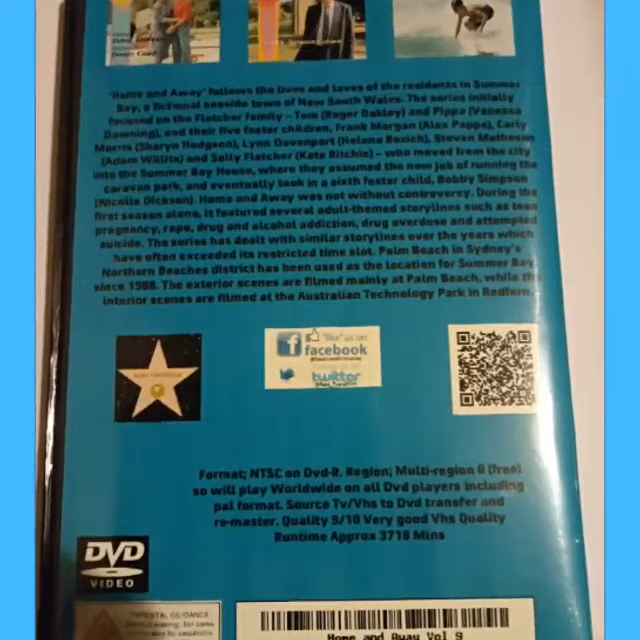 'Home and Away' follows the lives and loves of the residents in Summer
Bay, a fictional seaside town of New South Wales. The series initially
focused on the Fletcher family – Tom (Roger Oakley) and Pippa (Vanessa
Downing), and their five foster children, Frank Morgan (Alex Papps), Carly
Morris (Sharyn Hodgson), Lynn Davenport (Helena Bozich), Steven Matheson
(Adam Willits) and Sally Fletcher (Kate Ritchie) – who moved from the city
into the Summer Bay House, where they assumed the new job of running the
caravan park, and eventually took in a sixth foster child, Bobby Simpson
(Nicolle Dickson). Home and Away was not without controversy. During the
first season alone, it featured several adult-themed storylines such as teen
pregnancy, rape, drug and alcohol addiction, drug overdose and attempted
suicide. The series has dealt with similar storylines over the years which
have often exceeded its restricted time slot. Palm Beach in Sydney's
Northern Beaches district has been used as the location for Summer Bay
since 1988. The exterior scenes are filmed mainly at Palm Beach, while the
interior scenes are filmed at the Australian Technology Park in Redfern.
"like" us on
facebook
twitter
Format; NTSC on Dvd-R. Region; Multi-region 0 (free)
so will play Worldwide on all Dvd players including
pal format. Source Tv/Vhs to Dvd transfer and
re-master. Quality 9/10 Very good Vhs Quality
Runtime Approx 3718 Mins
DVD
VIDEO
PARENTAL GUIDANCE
Home and Away Vol 9